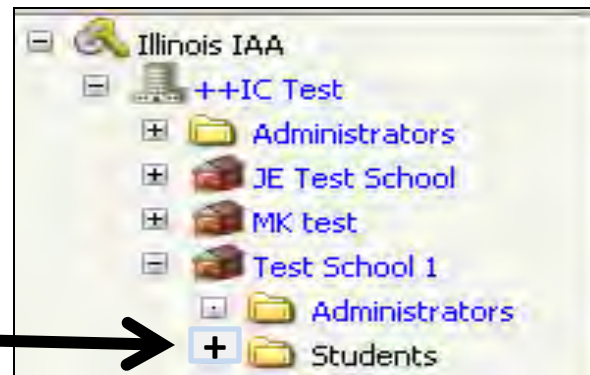 Illinois IAA
++IC Test
Administrators
JE Test School
MK test
Test School 1
Administrators
+ Students